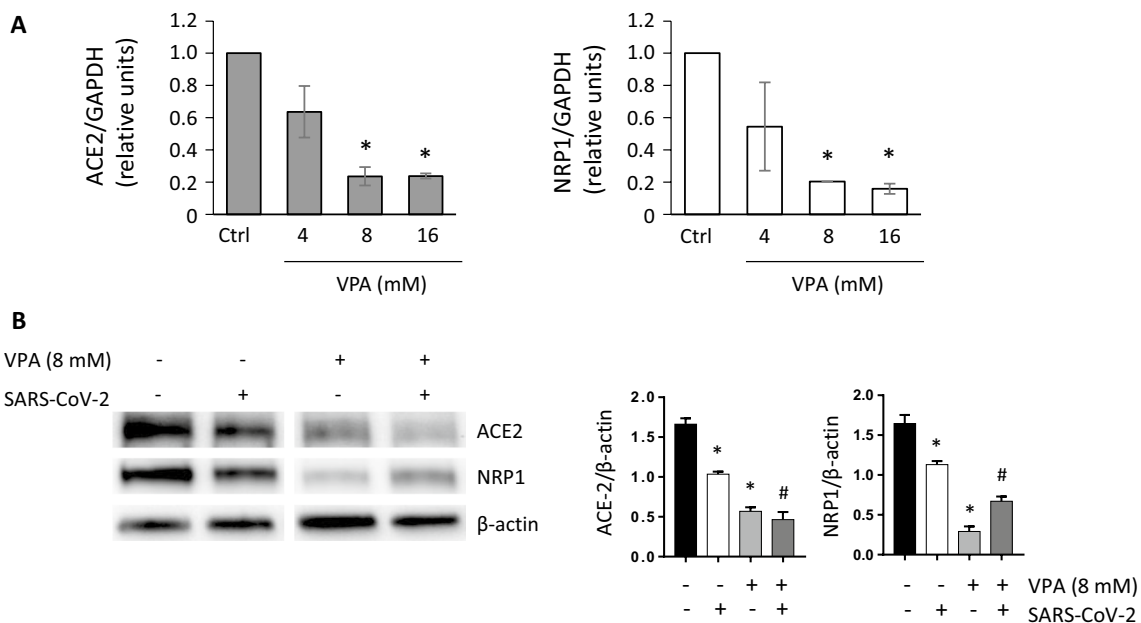 A
ACE2/GAPDH
(relative units)
1.2
1.0
0.8
0.6
0.4
0.2
0
* *
Ctrl 4 8 16
VPA (mM)
NRP1/GAPDH
(relative units)
1.2
1.0
0.8
0.6
0.4
0.2
0
* *
Ctrl 4 8 16
VPA (mM)
B
VPA (8 mM) - - + +
SARS-CoV-2 - + - +
ACE2
NRP1
β-actin
ACE-2/β-actin
2.0
1.5
1.0
0.5
0.0
* * #
- - + +
- + - +
NRP1/β-actin
2.0
1.5
1.0
0.5
0.0
* * #
- - + + VPA (8 mM)
- + - + SARS-CoV-2